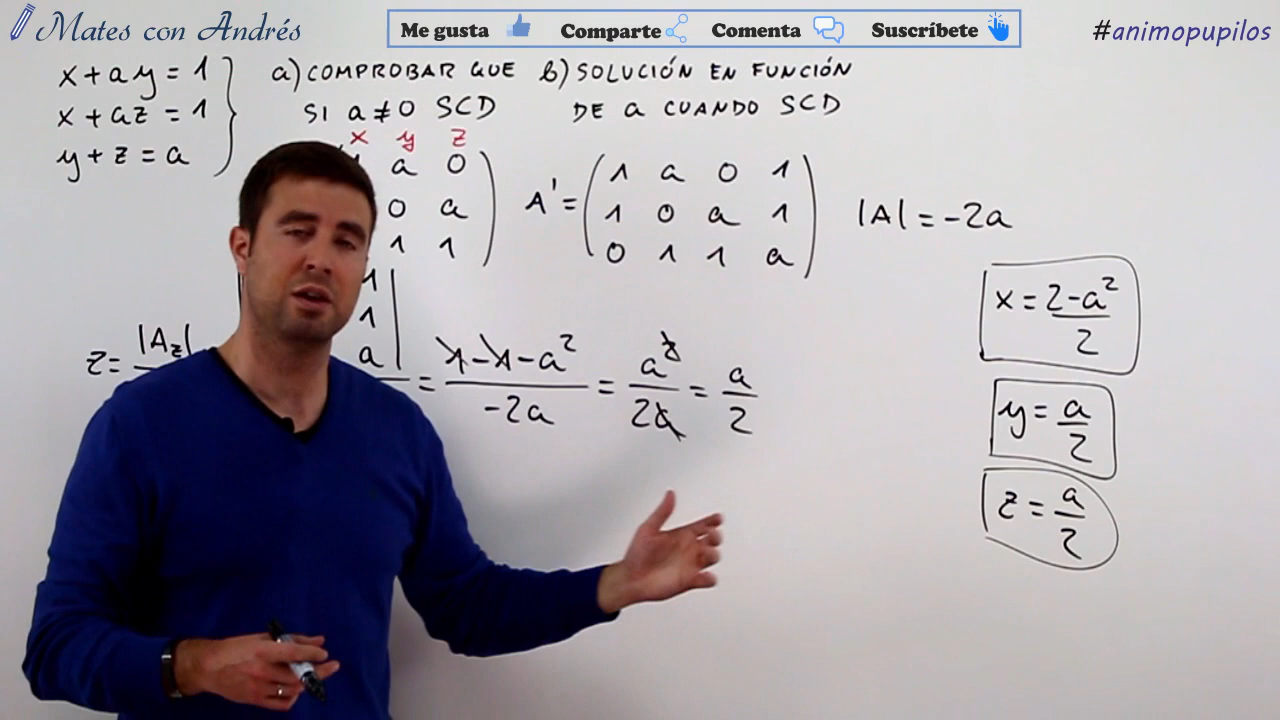 Mates con Andrés
Me gusta Comparte Comenta Suscríbete
#animopupilos
x + ay = 1
x + az = 1
y + z = a
a) COMPROBAR QUE
SI a ≠ 0 SCD
b) SOLUCIÓN EN FUNCIÓN
DE a CUANDO SCD
x y z
a 0
0 a
1 1
A' =
1 a 0 1
1 0 a 1
0 1 1 a
|A| = -2a
1
1
a
z = |A_z|
= (1 - 1 - a²)/(-2a) = a²/2a = a/2
x = (2 - a²)/2
y = a/2
z = a/2